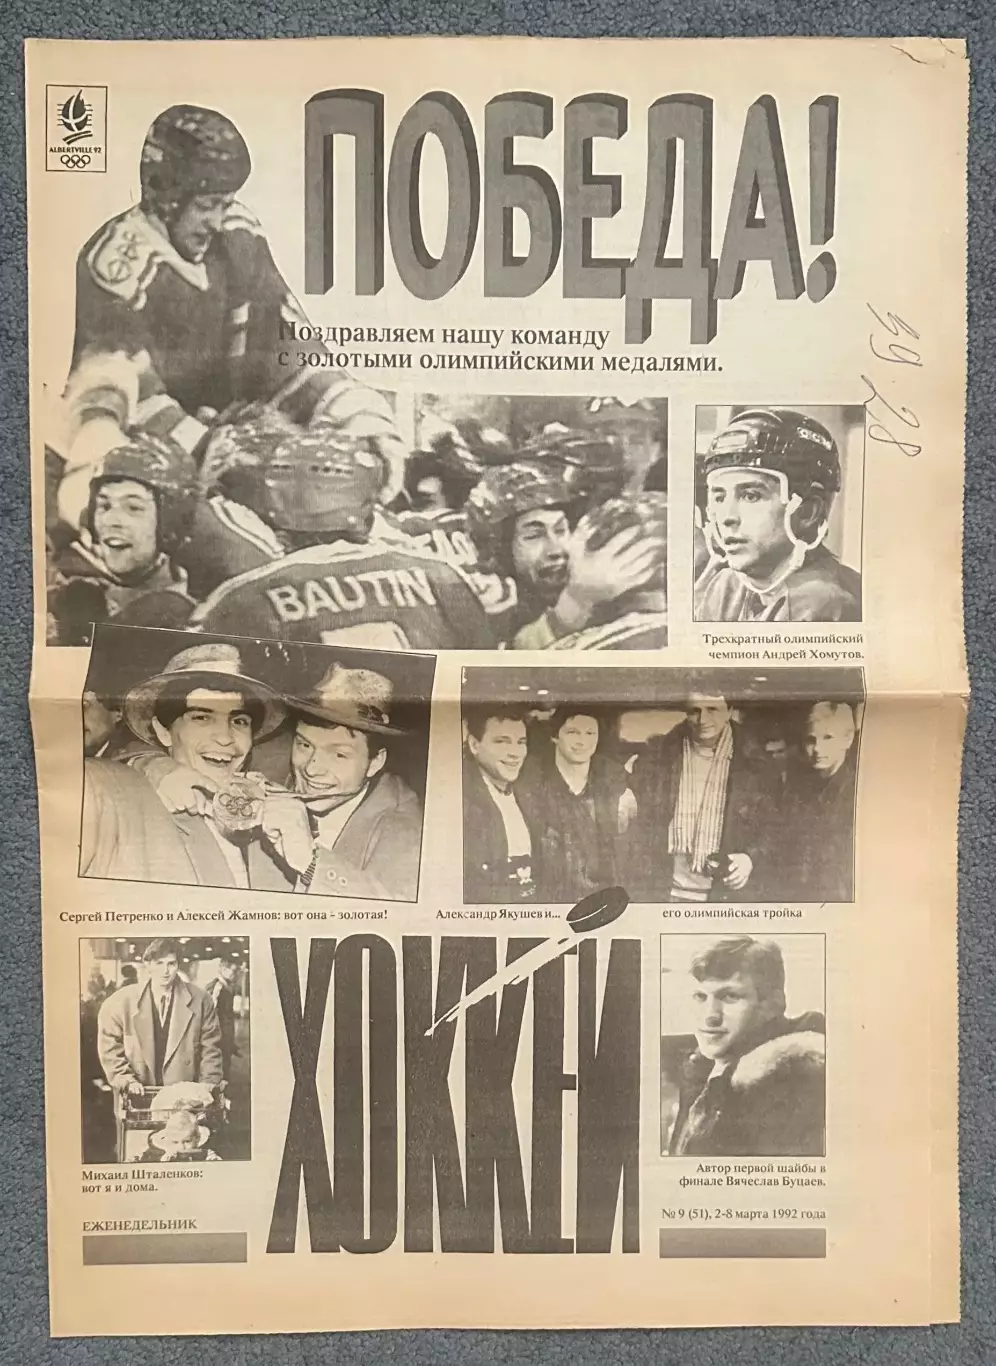 ALBERTVILLE 92
ПОБЕДА!
Поздравляем нашу команду
с золотыми олимпийскими медалями.
BAUTIN
Трехкратный олимпийский
чемпион Андрей Хомутов.
Сергей Петренко и Алексей Жамнов: вот она - золотая!
Александр Якушев и...
его олимпийская тройка
ХОККЕЙ
Михаил Шталенков:
вот я и дома.
Автор первой шайбы в
финале Вячеслав Буцаев.
ЕЖЕНЕДЕЛЬНИК
№ 9 (51), 2-8 марта 1992 года